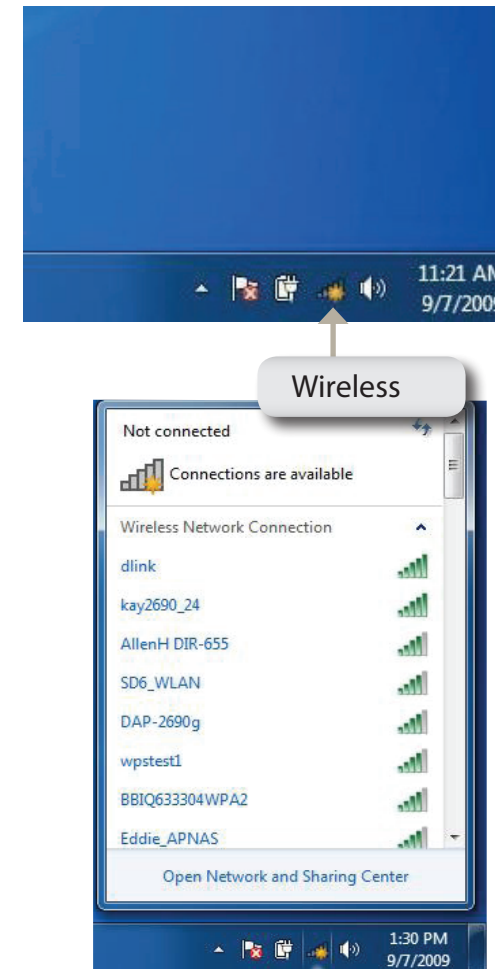 11:21 AM
9/7/2009
Wireless
Not connected
Connections are available
Wireless Network Connection
dlink
kay2690_24
AllenH DIR-655
SD6_WLAN
DAP-2690g
wpstest1
BBIQ633304WPA2
Eddie_APNAS
Open Network and Sharing Center
1:30 PM
9/7/2009